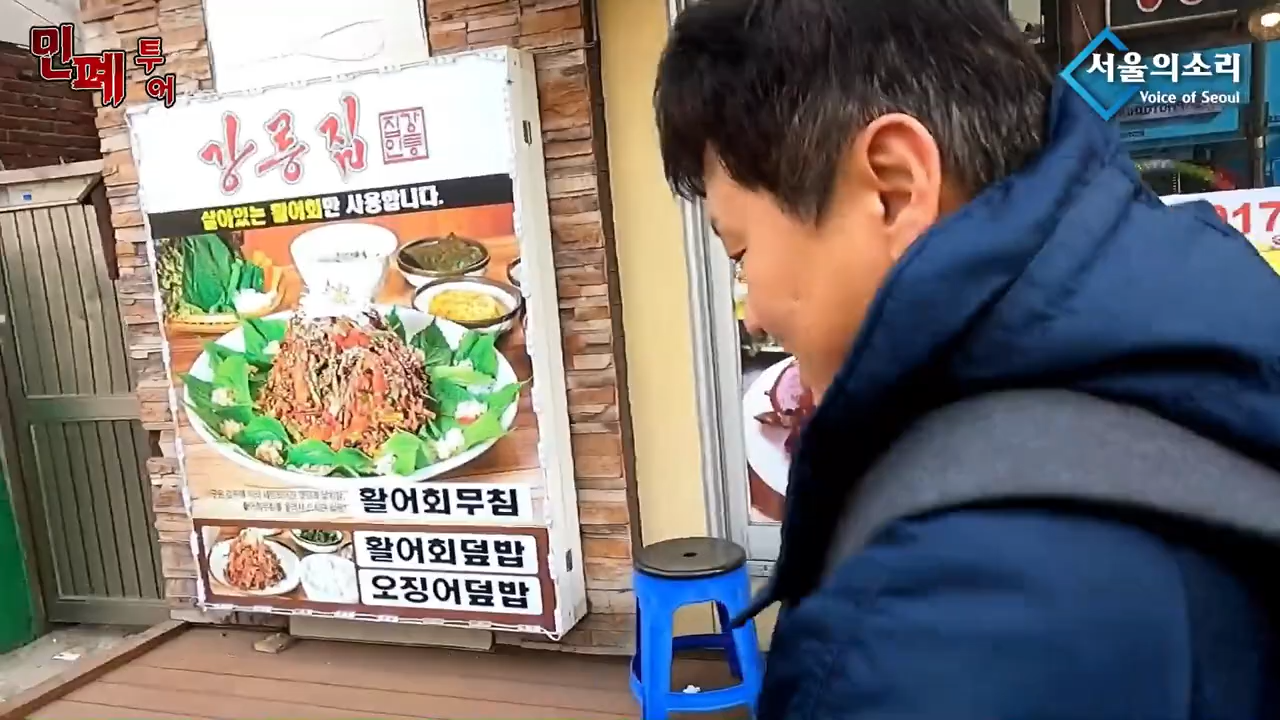 민폐투어
서울의소리
Voice of Seoul
강릉집
강릉집인
살아있는 활어회만 사용합니다.
활어회무침
활어회덮밥
오징어덮밥
917